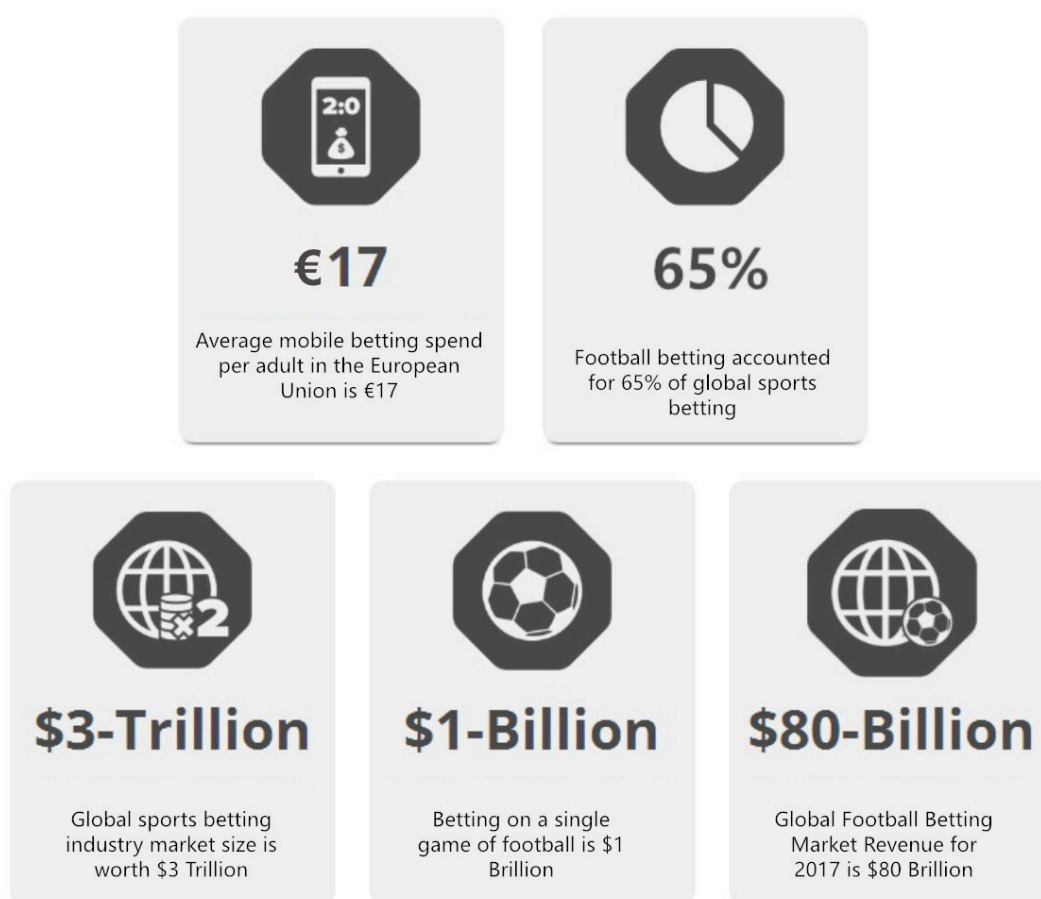 2:0
$
€17
Average mobile betting spend
per adult in the European
Union is €17
65%
Football betting accounted
for 65% of global sports
betting
x2
$3-Trillion
Global sports betting
industry market size is
worth $3 Trillion
$1-Billion
Betting on a single
game of football is $1
Brillion
$80-Billion
Global Football Betting
Market Revenue for
2017 is $80 Brillion